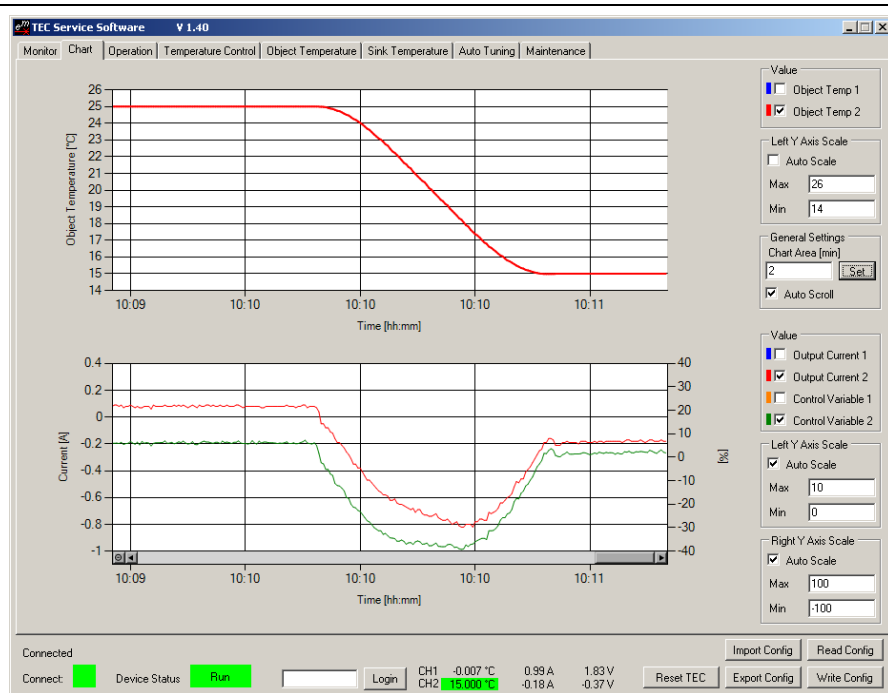 TEC Service Software V 1.40
Monitor Chart Operation Temperature Control Object Temperature Sink Temperature Auto Tuning Maintenance
26
25
24
23
22
21
20
19
18
17
16
15
14
Object Temperature [°C]
10:09 10:10 10:10 10:10 10:11
Time [hh:mm]
Value
Object Temp 1
Object Temp 2
Left Y Axis Scale
Auto Scale
Max 26
Min 14
General Settings
Chart Area [min]
2 Set
Auto Scroll
0.4
0.2
0
-0.2
-0.4
-0.6
-0.8
-1
Current [A]
40
30
20
10
0
-10
-20
-30
-40
[%]
10:09 10:10 10:10 10:10 10:11
Time [hh:mm]
Value
Output Current 1
Output Current 2
Control Variable 1
Control Variable 2
Left Y Axis Scale
Auto Scale
Max 10
Min 0
Right Y Axis Scale
Auto Scale
Max 100
Min -100
Connected
Connect: Device Status Run Login
CH1 -0.007 °C 0.99 A 1.83 V
CH2 15.000 °C -0.18 A -0.37 V
Reset TEC
Import Config Read Config
Export Config Write Config